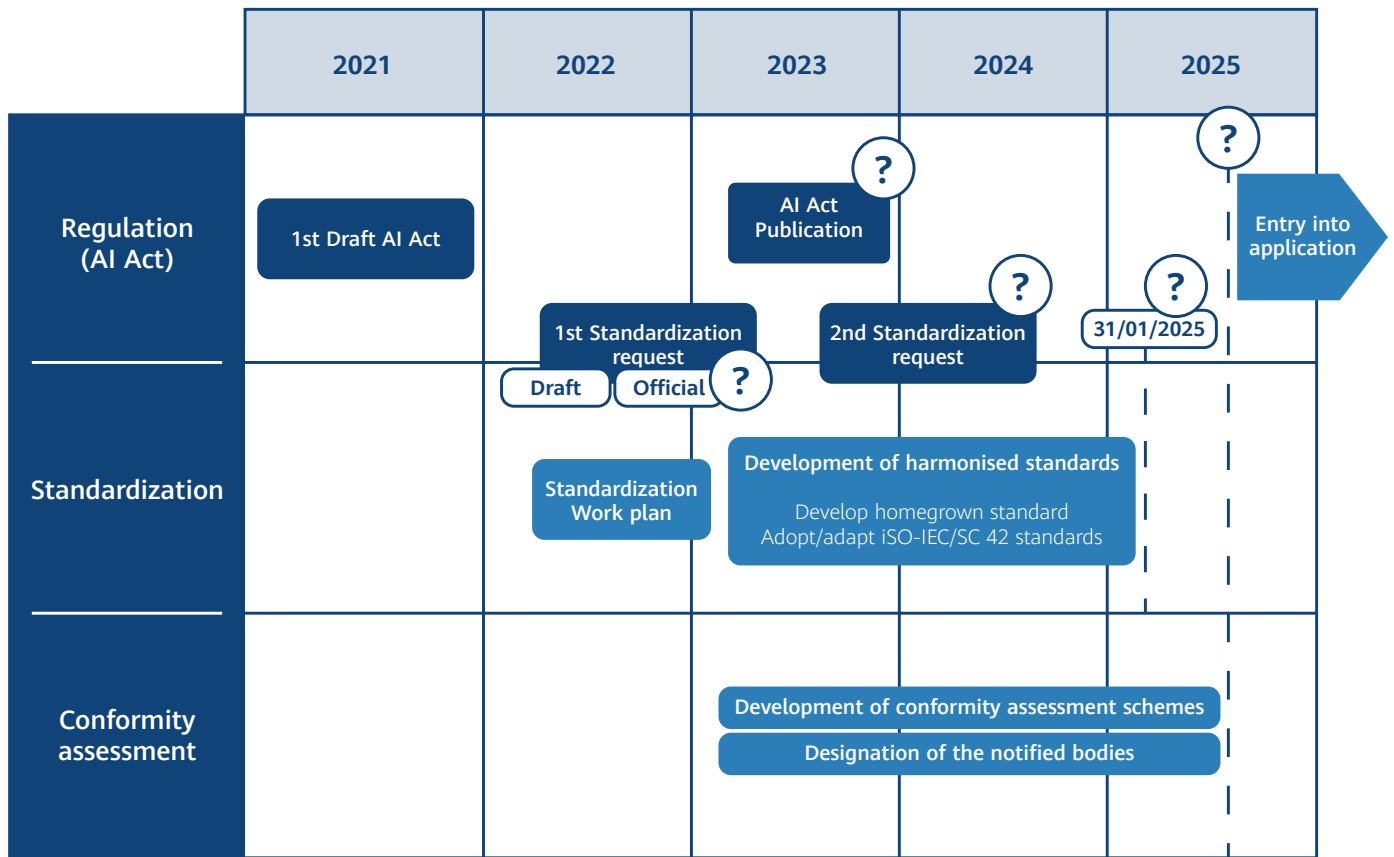 2021
2022
2023
2024
2025
Regulation
(AI Act)
1st Draft AI Act
AI Act
Publication
?
?
Entry into
application
1st Standardization
request
Draft
Official
?
2nd Standardization
request
?
31/01/2025
?
Standardization
Standardization
Work plan
Development of harmonised standards
Develop homegrown standard
Adopt/adapt iSO-IEC/SC 42 standards
Conformity
assessment
Development of conformity assessment schemes
Designation of the notified bodies